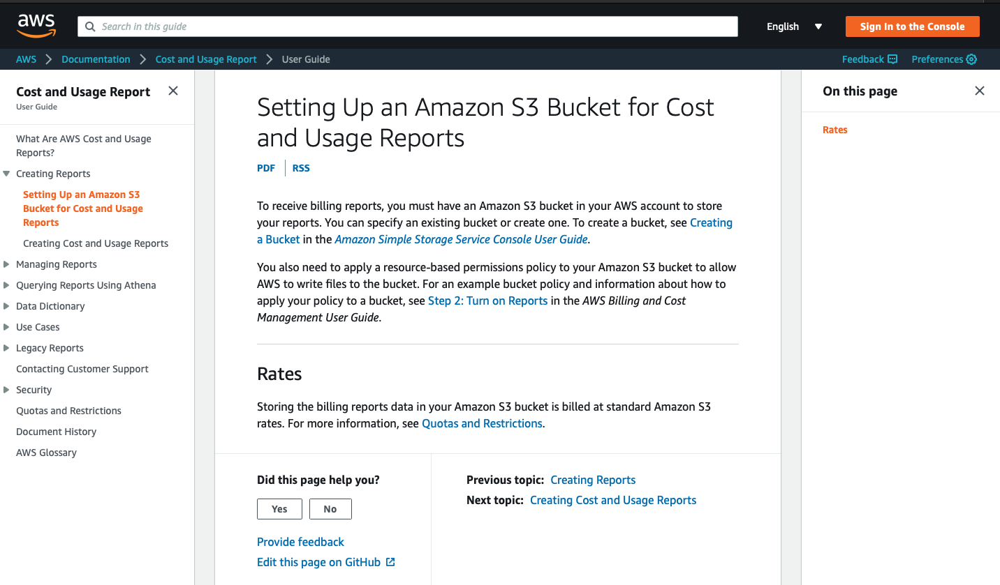 aws
Search in this guide
English
Sign In to the Console
AWS
Documentation
Cost and Usage Report
User Guide
Feedback
Preferences
Cost and Usage Report
User Guide
What Are AWS Cost and Usage
Reports?
Creating Reports
Setting Up an Amazon S3
Bucket for Cost and Usage
Reports
Creating Cost and Usage Reports
Managing Reports
Querying Reports Using Athena
Data Dictionary
Use Cases
Legacy Reports
Contacting Customer Support
Security
Quotas and Restrictions
Document History
AWS Glossary
Setting Up an Amazon S3 Bucket for Cost
and Usage Reports
PDF
RSS
To receive billing reports, you must have an Amazon S3 bucket in your AWS account to store
your reports. You can specify an existing bucket or create one. To create a bucket, see Creating
a Bucket in the Amazon Simple Storage Service Console User Guide.
You also need to apply a resource-based permissions policy to your Amazon S3 bucket to allow
AWS to write files to the bucket. For an example bucket policy and information about how to
apply your policy to a bucket, see Step 2: Turn on Reports in the AWS Billing and Cost
Management User Guide.
Rates
Storing the billing reports data in your Amazon S3 bucket is billed at standard Amazon S3
rates. For more information, see Quotas and Restrictions.
Did this page help you?
Yes
No
Provide feedback
Edit this page on GitHub
Previous topic: Creating Reports
Next topic: Creating Cost and Usage Reports
On this page
Rates